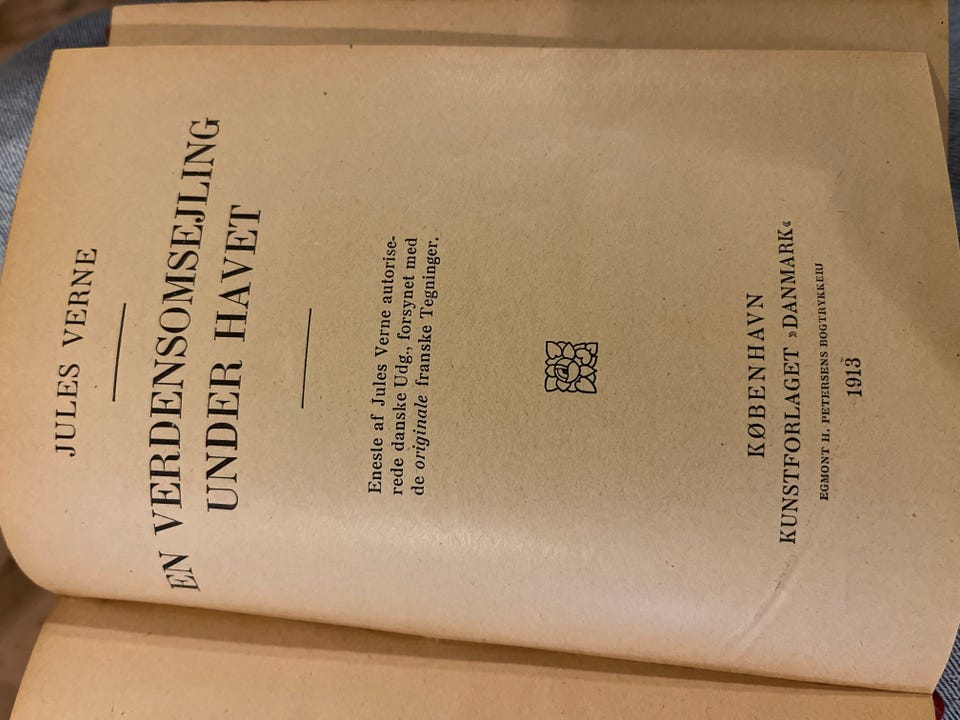 JULES VERNE
EN VERDENSOMSEJLING
UNDER HAVET
Eneste af Jules Verne autorise-
rede danske Udg., forsynet med
de originale franske Tegninger.
KØBENHAVN
KUNSTFORLAGET »DANMARK«
EGMONT H. PETERSENS BOGTRYKKERJ
1913